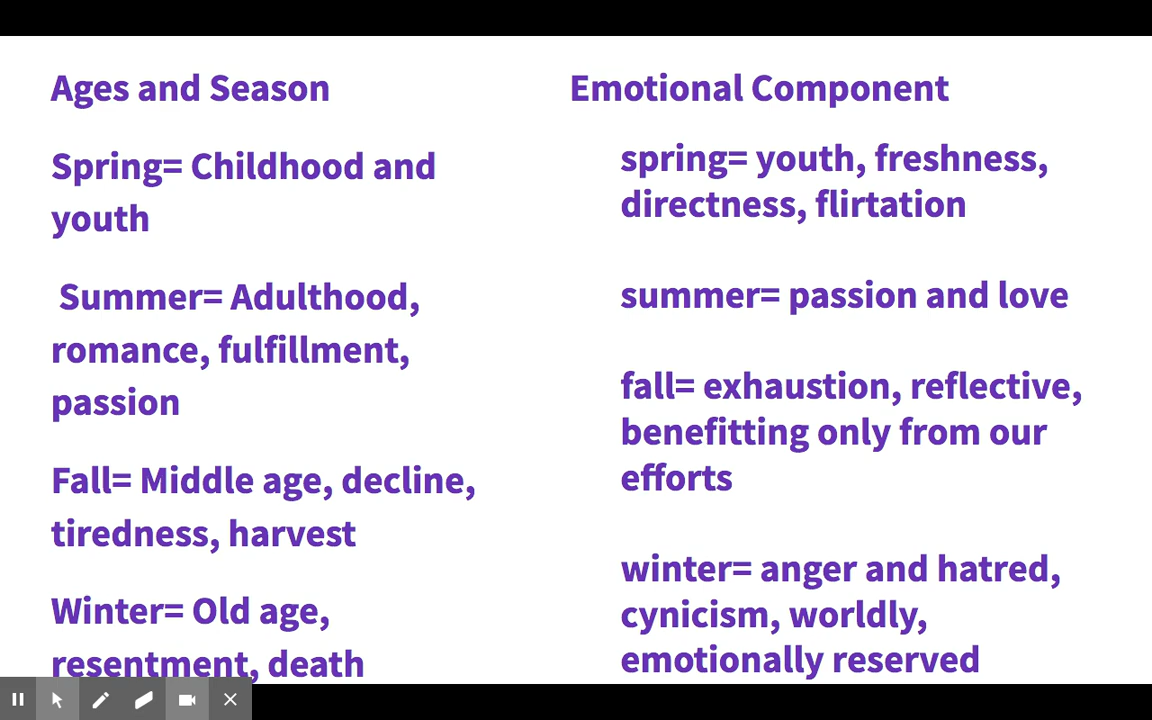 Ages and Season
Spring= Childhood and
youth
Summer= Adulthood,
romance, fulfillment,
passion
Fall= Middle age, decline,
tiredness, harvest
Winter= Old age,
resentment, death
Emotional Component
spring= youth, freshness,
directness, flirtation
summer= passion and love
fall= exhaustion, reflective,
benefitting only from our
efforts
winter= anger and hatred,
cynicism, worldly,
emotionally reserved